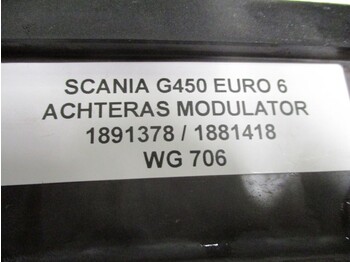 SCANIA G450 EURO 6
ACHTERAS MODULATOR
1891378 / 1881418
WG 706